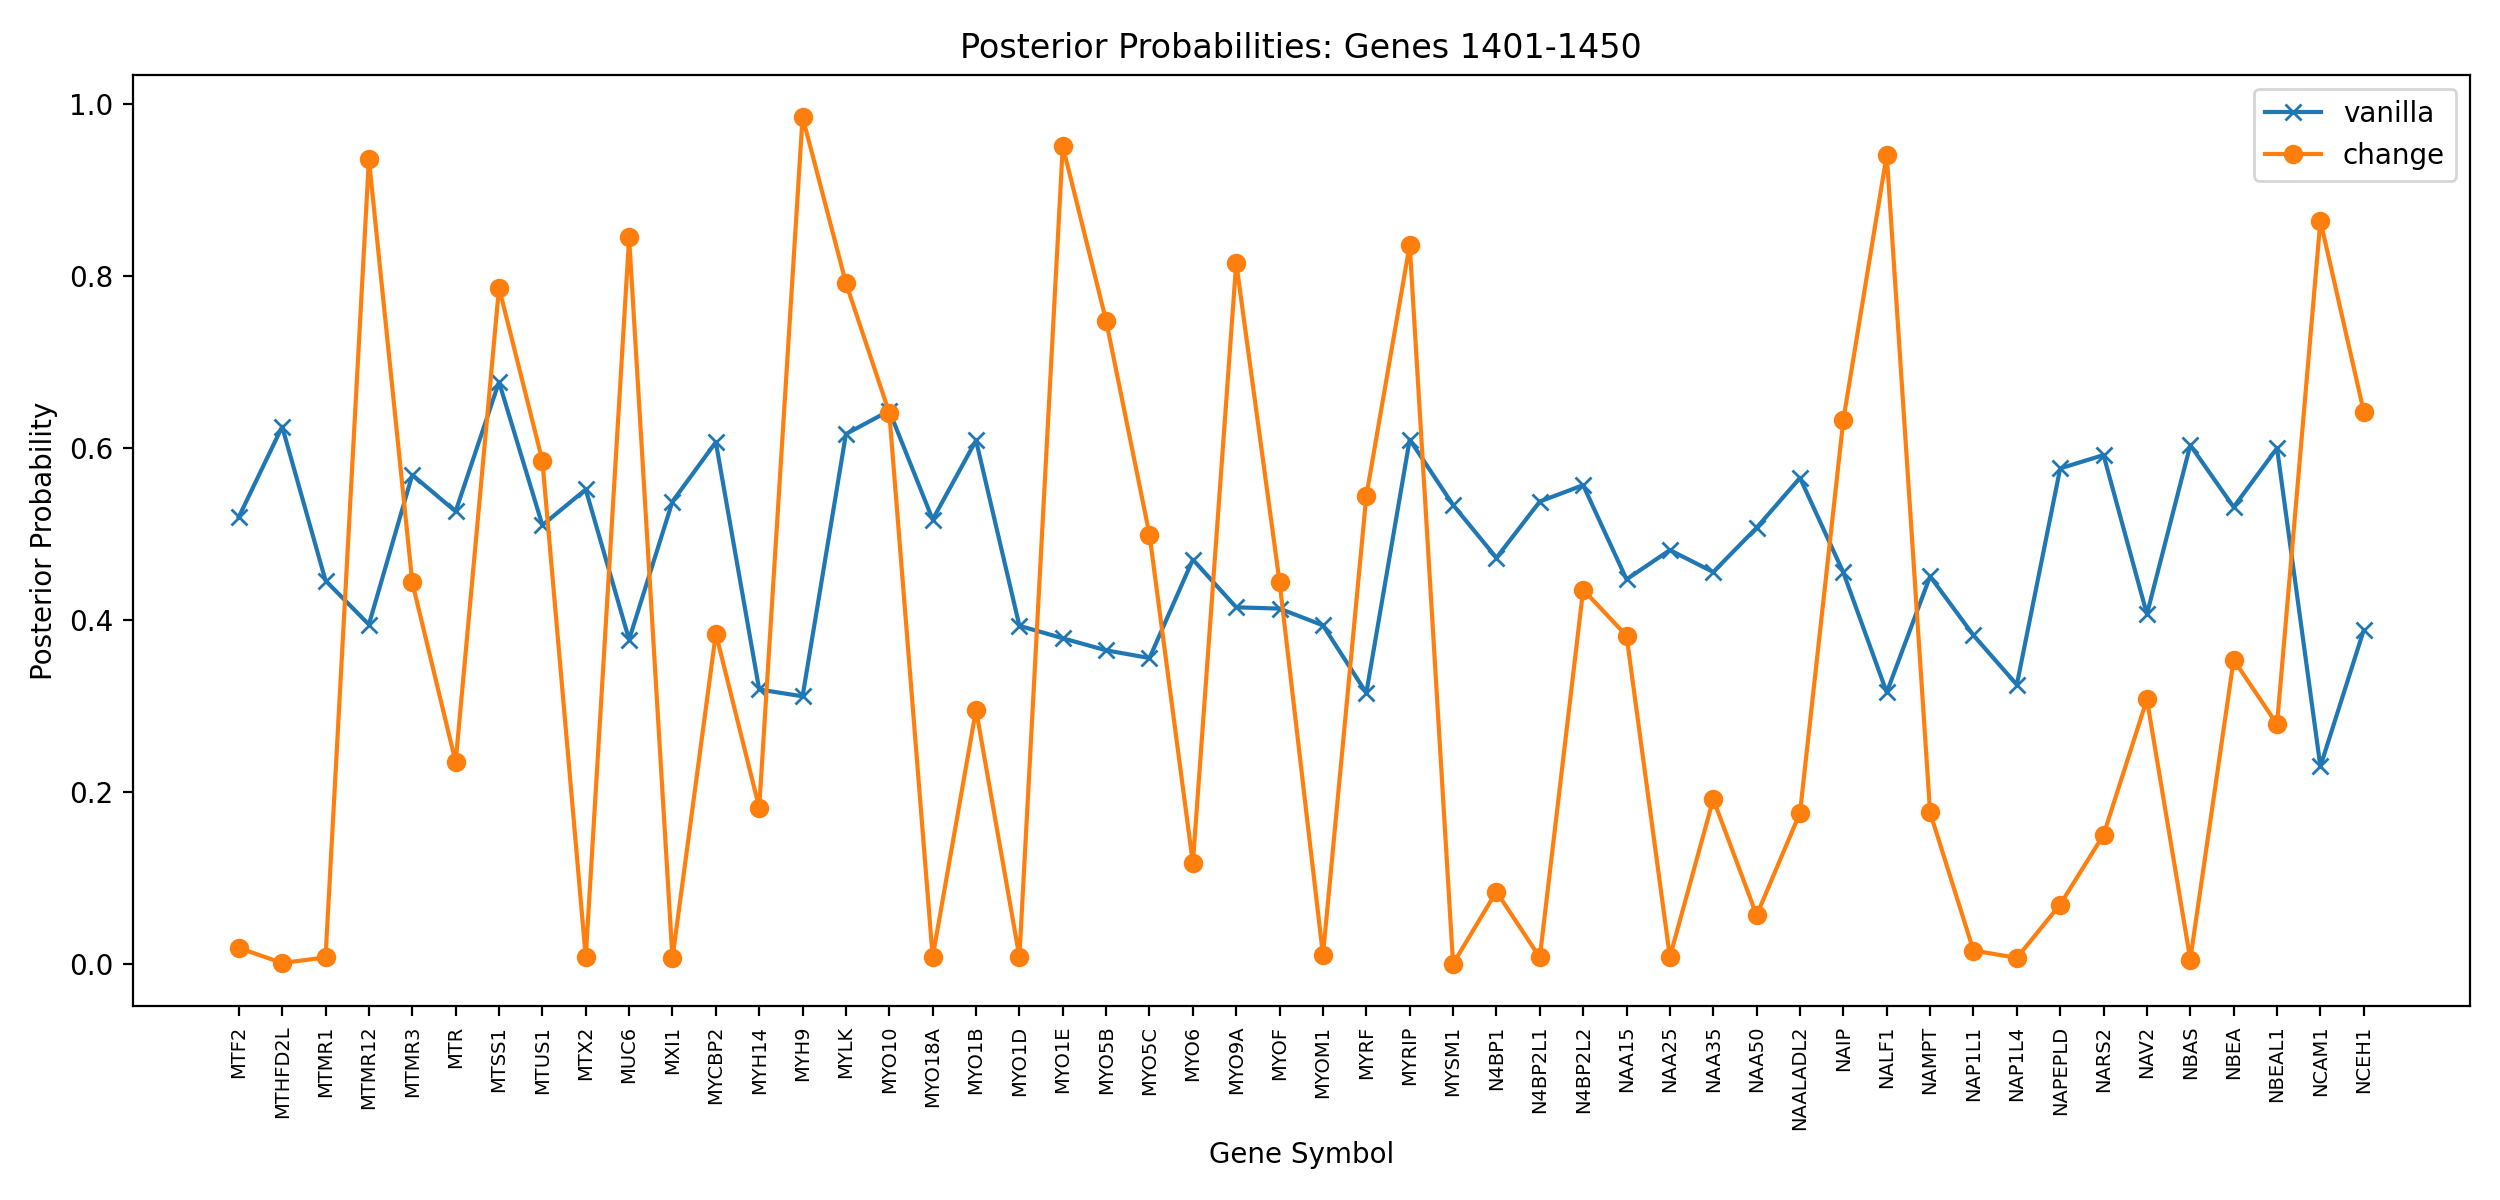 Posterior Probabilities: Genes 1401-1450
vanilla
change
Posterior Probability
1.0
0.8
0.6
0.4
0.2
0.0
MTF2
MTHFD2L
MTMR1
MTMR12
MTMR3
MTR
MTSS1
MTUS1
MTX2
MUC6
MXI1
MYCBP2
MYH14
MYH9
MYLK
MYO10
MYO18A
MYO1B
MYO1D
MYO1E
MYO5B
MYO5C
MYO6
MYO9A
MYOF
MYOM1
MYRF
MYRIP
MYSM1
N4BP1
N4BP2L1
N4BP2L2
NAA15
NAA25
NAA35
NAA50
NAALADL2
NAIP
NALF1
NAMPT
NAP1L1
NAP1L4
NAPEPLD
NARS2
NAV2
NBAS
NBEA
NBEAL1
NCAM1
NCEH1
Gene Symbol